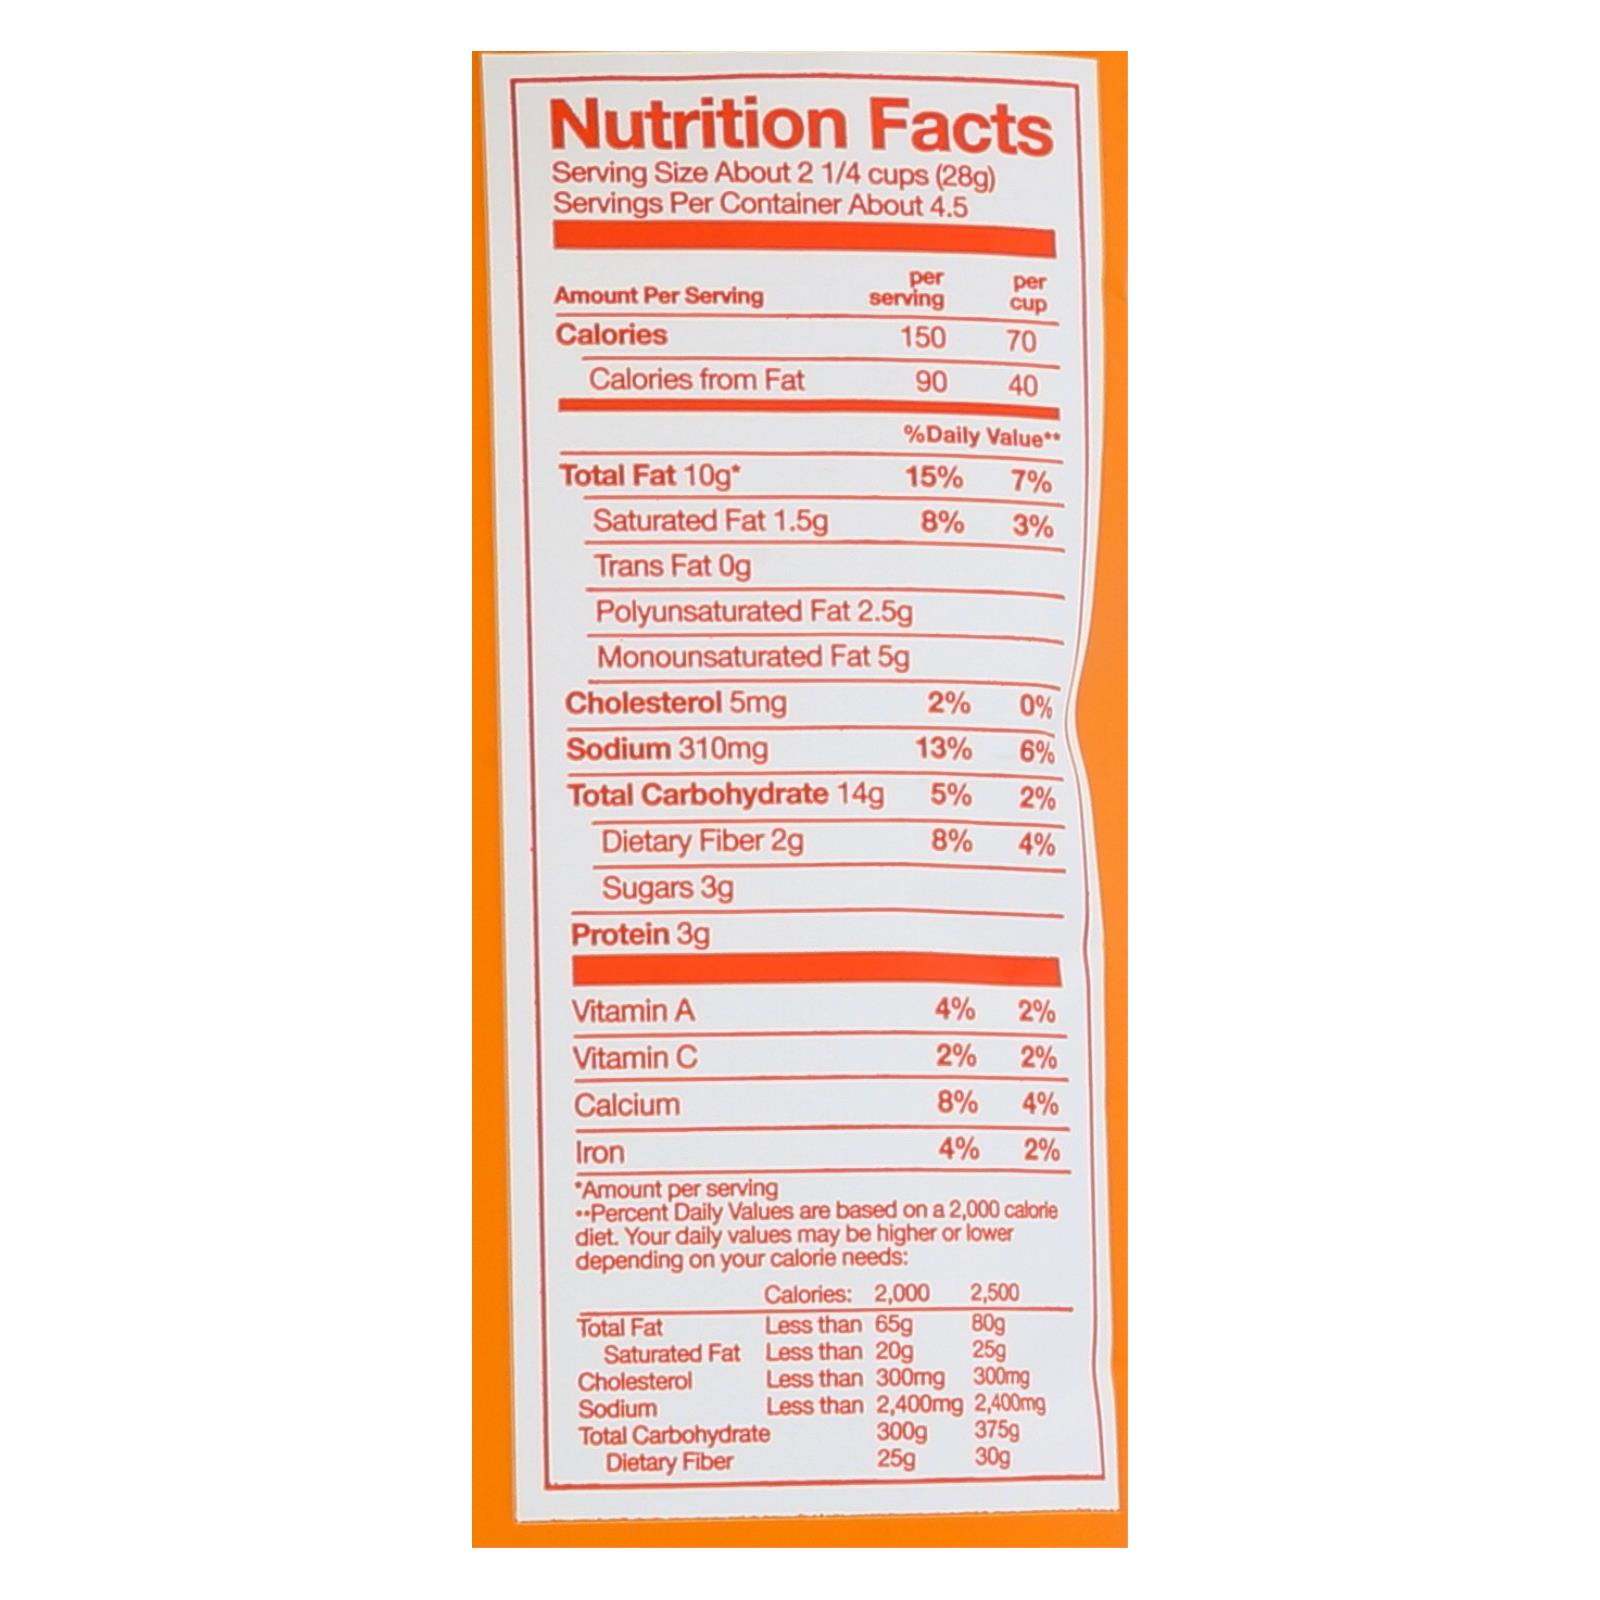 Nutrition Facts
Serving Size About 2 1/4 cups (28g)
Servings Per Container About 4.5
Amount Per Serving per serving per cup
Calories 150 70
Calories from Fat 90 40
%Daily Value**
Total Fat 10g* 15% 7%
Saturated Fat 1.5g 8% 3%
Trans Fat 0g
Polyunsaturated Fat 2.5g
Monounsaturated Fat 5g
Cholesterol 5mg 2% 0%
Sodium 310mg 13% 6%
Total Carbohydrate 14g 5% 2%
Dietary Fiber 2g 8% 4%
Sugars 3g
Protein 3g
Vitamin A 4% 2%
Vitamin C 2% 2%
Calcium 8% 4%
Iron 4% 2%
*Amount per serving
**Percent Daily Values are based on a 2,000 calorie
diet. Your daily values may be higher or lower
depending on your calorie needs:
Calories: 2,000 2,500
Total Fat Less than 65g 80g
Saturated Fat Less than 20g 25g
Cholesterol Less than 300mg 300mg
Sodium Less than 2,400mg 2,400mg
Total Carbohydrate 300g 375g
Dietary Fiber 25g 30g